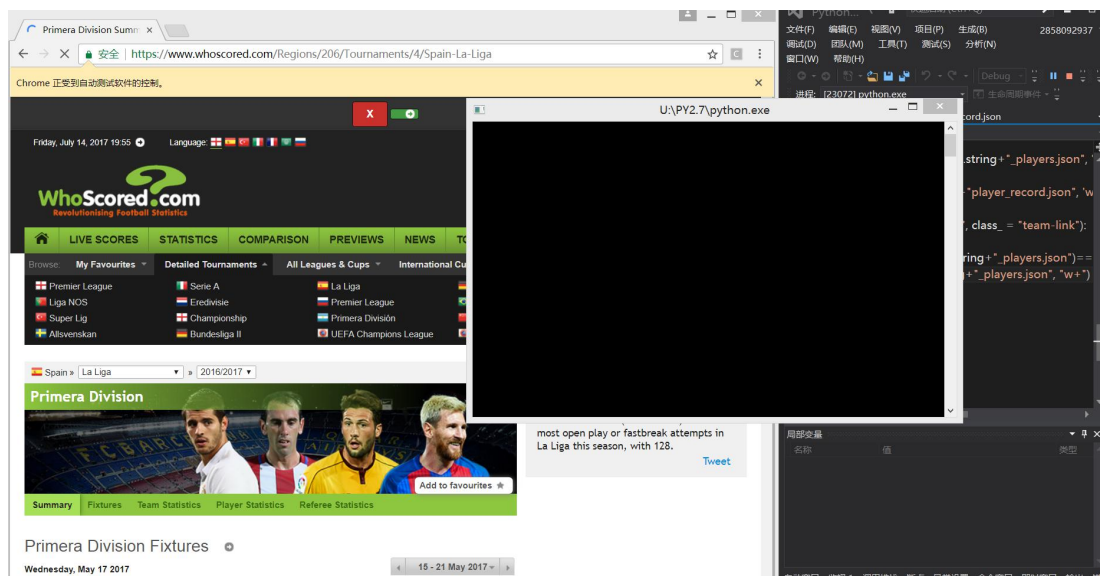 Primera Division Summ
安全 | https://www.whoscored.com/Regions/206/Tournaments/4/Spain-La-Liga
Chrome 正受到自动测试软件的控制。
X
Friday, July 14, 2017 19:55
Language:
WhoScored.com
Revolutionising Football Statistics
LIVE SCORES STATISTICS COMPARISON PREVIEWS NEWS
Browse: My Favourites Detailed Tournaments All Leagues & Cups International Cu
Premier League Serie A La Liga
Liga NOS Eredivisie Premier League
Super Lig Championship Primera División
Allsvenskan Bundesliga II UEFA Champions League
Spain » La Liga » 2016/2017
Primera Division
FC BARC
Add to favourites
Summary Fixtures Team Statistics Player Statistics Referee Statistics
Primera Division Fixtures
Wednesday, May 17 2017
15 - 21 May 2017
most open play or fastbreak attempts in
La Liga this season, with 128.
Tweet
U:\PY2.7\python.exe
Python...
文件(F) 编辑(E) 视图(V) 项目(P) 生成(B) 2858092937
调试(D) 团队(M) 工具(T) 测试(S) 分析(N)
窗口(W) 帮助(H)
Debug
进程: [23072] python.exe 生命周期事件
cord.json
.string+"_players.json", '
"player_record.json", 'w
", class_ = "team-link"):
ring+"_players.json")==
+"_players.json", "w+")
局部变量
名称 值 类型